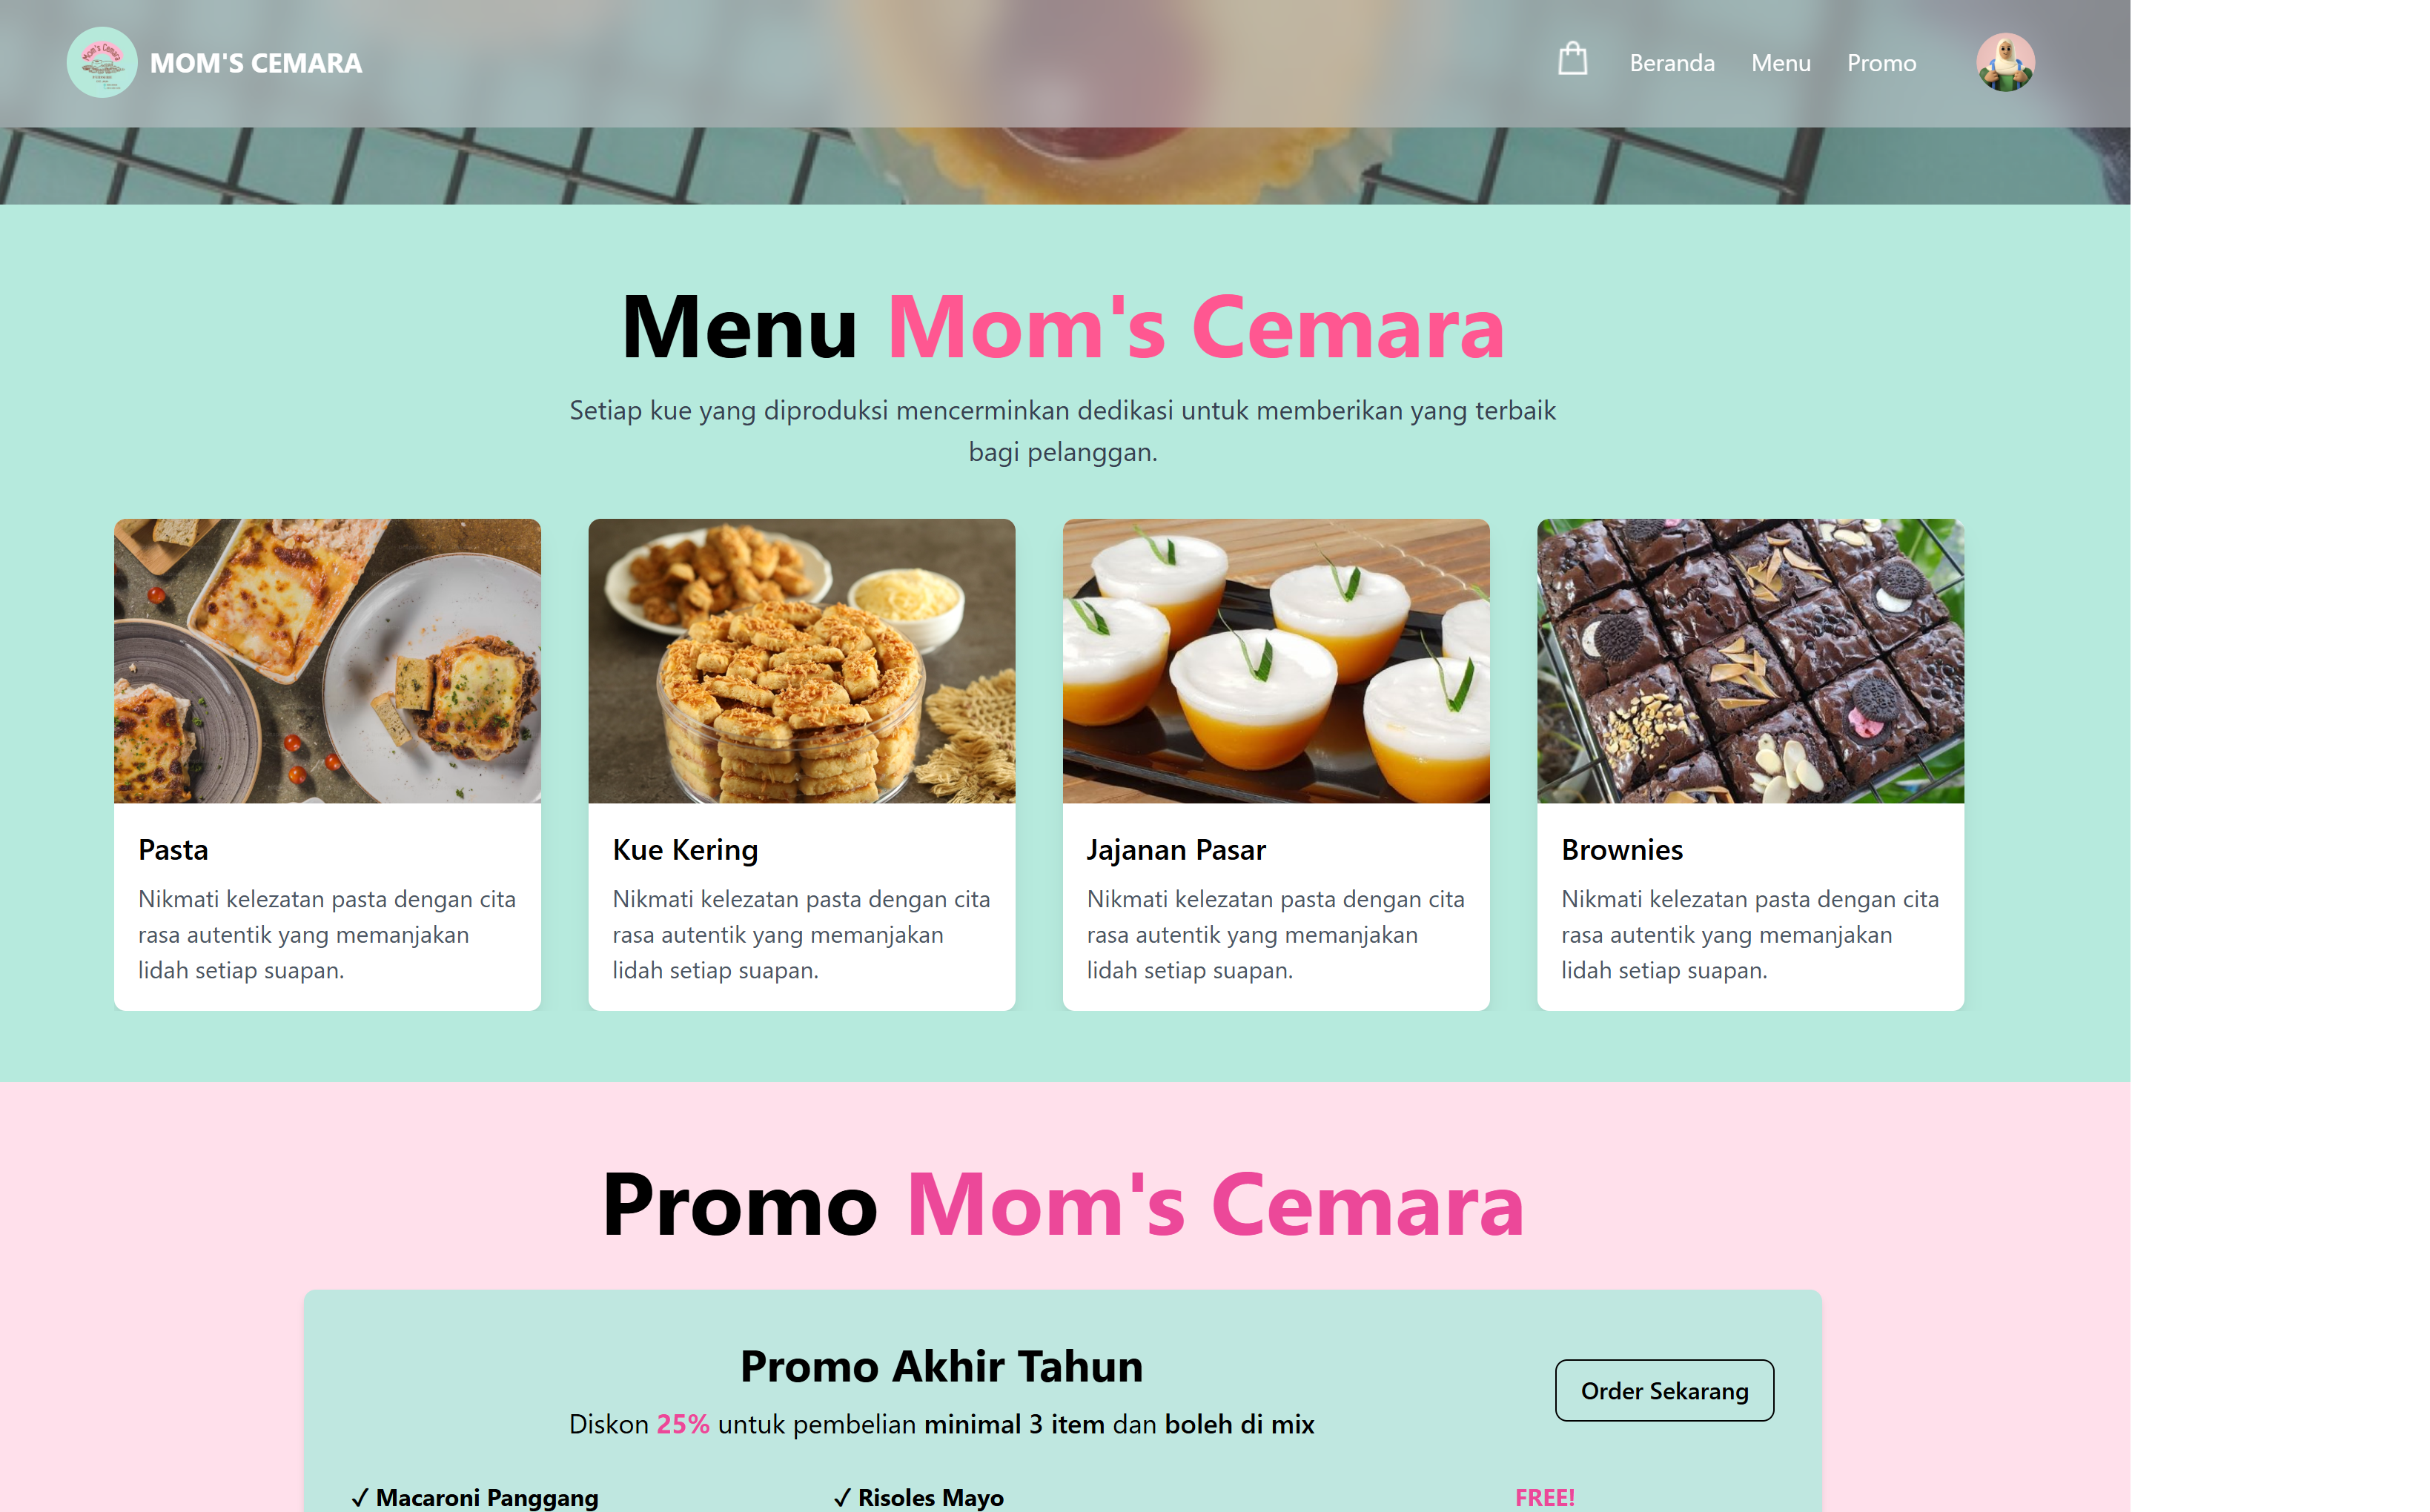 Mom's Cemara
MOM'S CEMARA
Beranda
Menu
Promo
Menu Mom's Cemara
Setiap kue yang diproduksi mencerminkan dedikasi untuk memberikan yang terbaik
bagi pelanggan.
Pasta
Nikmati kelezatan pasta dengan cita
rasa autentik yang memanjakan
lidah setiap suapan.
Kue Kering
Nikmati kelezatan pasta dengan cita
rasa autentik yang memanjakan
lidah setiap suapan.
Jajanan Pasar
Nikmati kelezatan pasta dengan cita
rasa autentik yang memanjakan
lidah setiap suapan.
Brownies
Nikmati kelezatan pasta dengan cita
rasa autentik yang memanjakan
lidah setiap suapan.
Promo Mom's Cemara
Promo Akhir Tahun
Diskon 25% untuk pembelian minimal 3 item dan boleh di mix
Order Sekarang
✓ Macaroni Panggang
✓ Risoles Mayo
FREE!